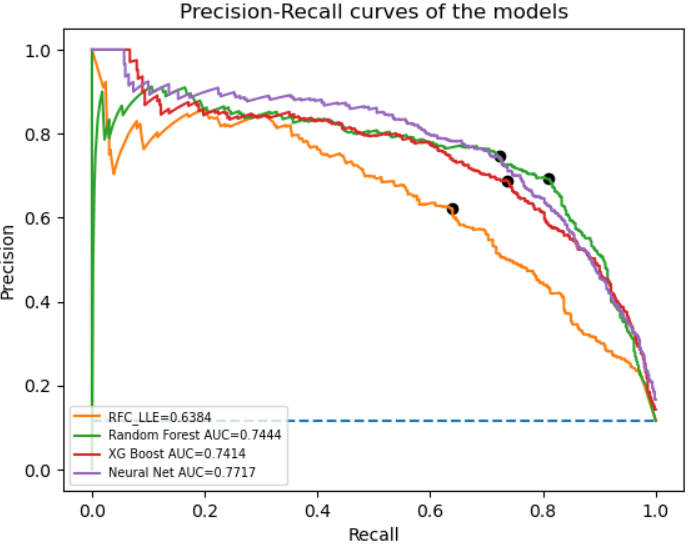 Precision-Recall curves of the models
1.0
0.8
0.6
0.4
0.2
0.0
Precision
RFC_LLE=0.6384
Random Forest AUC=0.7444
XG Boost AUC=0.7414
Neural Net AUC=0.7717
0.0 0.2 0.4 0.6 0.8 1.0
Recall